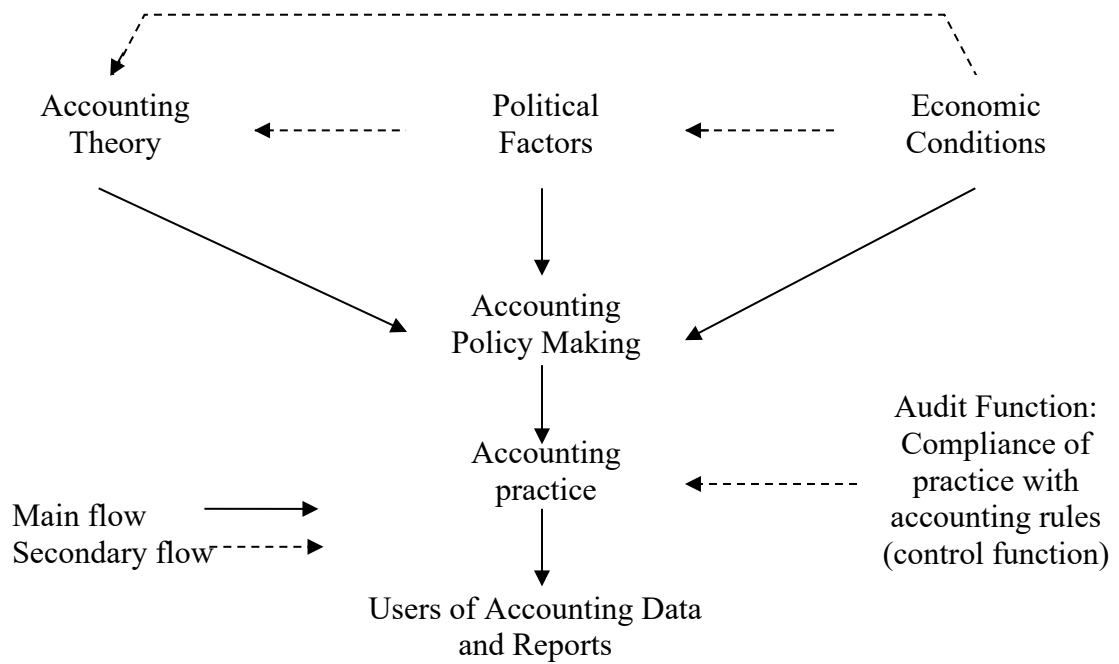 Accounting
Theory
Political
Factors
Economic
Conditions
Accounting
Policy Making
Audit Function:
Compliance of
practice with
accounting rules
(control function)
Accounting
practice
Main flow
Secondary flow
Users of Accounting Data
and Reports